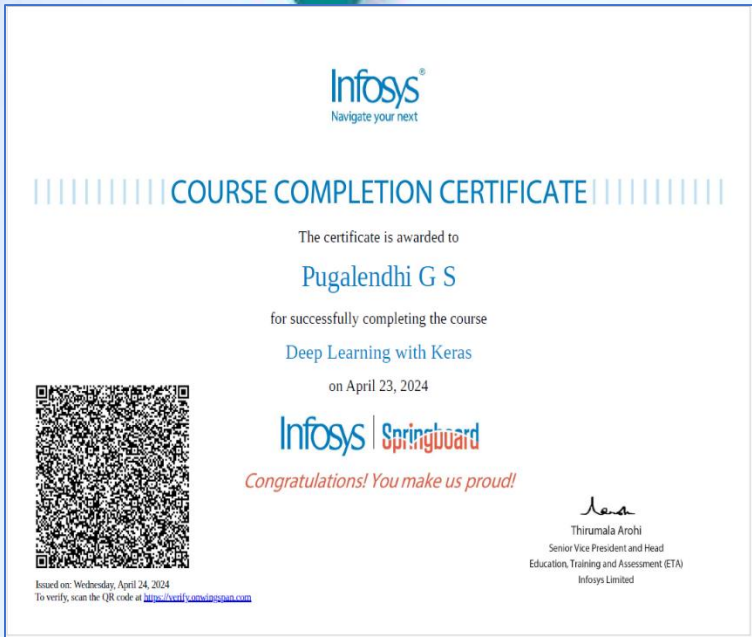 Infosys®
Navigate your next
COURSE COMPLETION CERTIFICATE
The certificate is awarded to
Pugalendhi G S
for successfully completing the course
Deep Learning with Keras
on April 23, 2024
Infosys | Springboard
Congratulations! You make us proud!
Thirumala Arohi
Senior Vice President and Head
Education, Training and Assessment (ETA)
Infosys Limited
Issued on: Wednesday, April 24, 2024
To verify, scan the QR code at https://verify.onwingspan.com